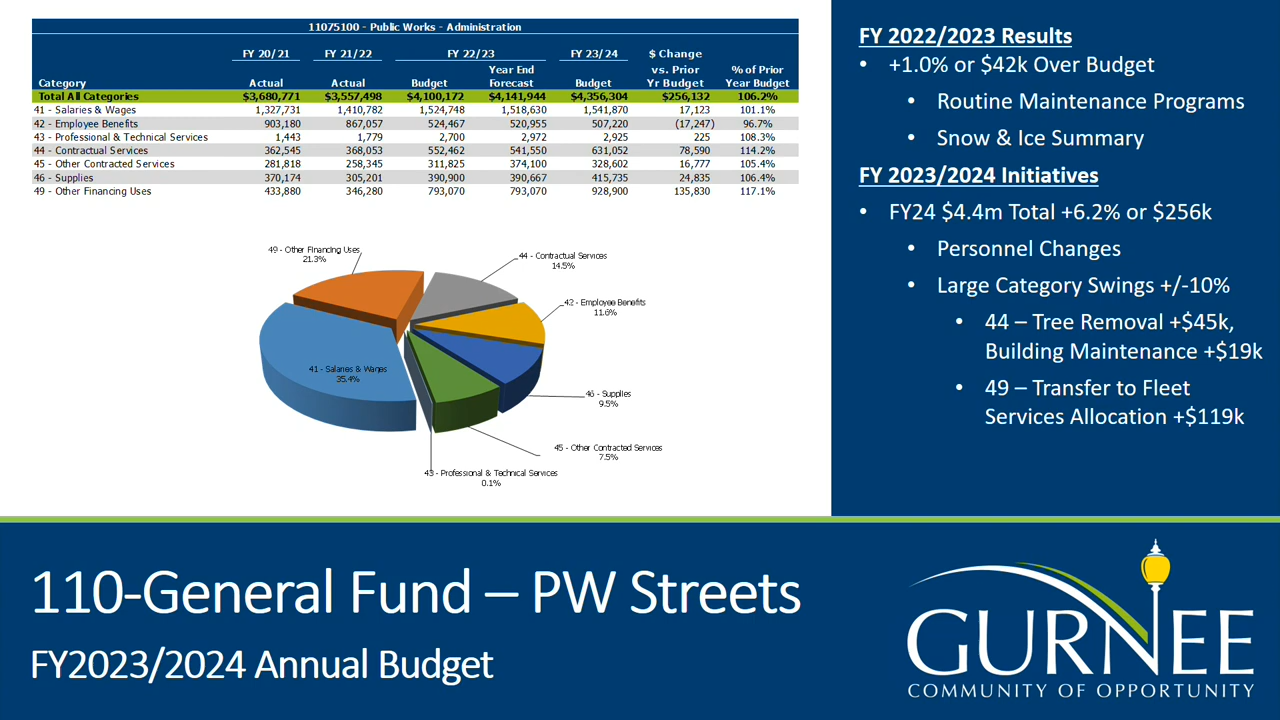 11075100 - Public Works - Administration
FY 20/21 FY 21/22 FY 22/23 FY 23/24 $ Change
Year End vs. Prior % of Prior
Category Actual Actual Budget Forecast Budget Yr Budget Year Budget
Total All Categories $3,680,771 $3,557,498 $4,100,172 $4,141,944 $4,356,304 $256,132 106.2%
41 - Salaries & Wages 1,327,731 1,410,782 1,524,748 1,518,630 1,541,870 17,123 101.1%
42 - Employee Benefits 903,180 867,057 524,467 520,955 507,220 (17,247) 96.7%
43 - Professional & Technical Services 1,443 1,779 2,700 2,972 2,925 225 108.3%
44 - Contractual Services 362,545 368,053 552,462 541,550 631,052 78,590 114.2%
45 - Other Contracted Services 281,818 258,345 311,825 374,100 328,602 16,777 105.4%
46 - Supplies 370,174 305,201 390,900 390,667 415,735 24,835 106.4%
49 - Other Financing Uses 433,880 346,280 793,070 793,070 928,900 135,830 117.1%
49 - Other Financing Uses
21.3%
44 - Contractual Services
14.5%
42 - Employee Benefits
11.6%
41 - Salaries & Wages
35.4%
46 - Supplies
9.5%
45 - Other Contracted Services
7.5%
43 - Professional & Technical Services
0.1%
FY 2022/2023 Results
• +1.0% or $42k Over Budget
• Routine Maintenance Programs
• Snow & Ice Summary
FY 2023/2024 Initiatives
• FY24 $4.4m Total +6.2% or $256k
• Personnel Changes
• Large Category Swings +/-10%
• 44 – Tree Removal +$45k,
Building Maintenance +$19k
• 49 – Transfer to Fleet
Services Allocation +$119k
110-General Fund – PW Streets
FY2023/2024 Annual Budget
GURNEE
COMMUNITY OF OPPORTUNITY